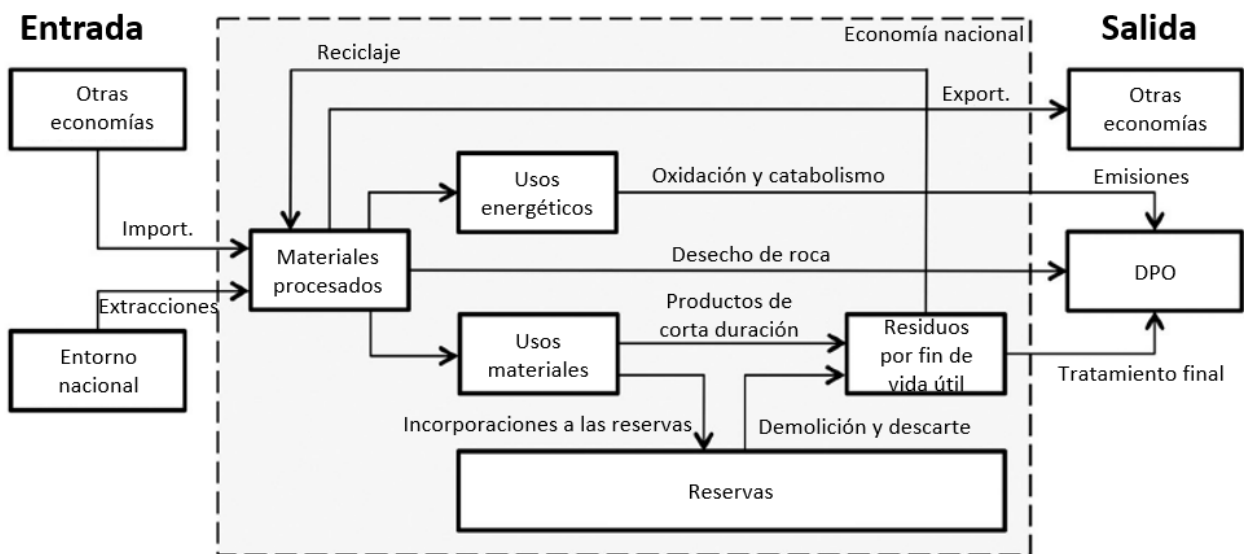 Entrada
Salida
Economía nacional
Reciclaje
Otras
economías
Export.
Otras
economías
Usos
energéticos
Oxidación y catabolismo
Emisiones
Import.
Materiales
procesados
Desecho de roca
DPO
Extracciones
Productos de
corta duración
Entorno
nacional
Usos
materiales
Residuos
por fin de
vida útil
Tratamiento final
Incorporaciones a las reservas
Demolición y descarte
Reservas